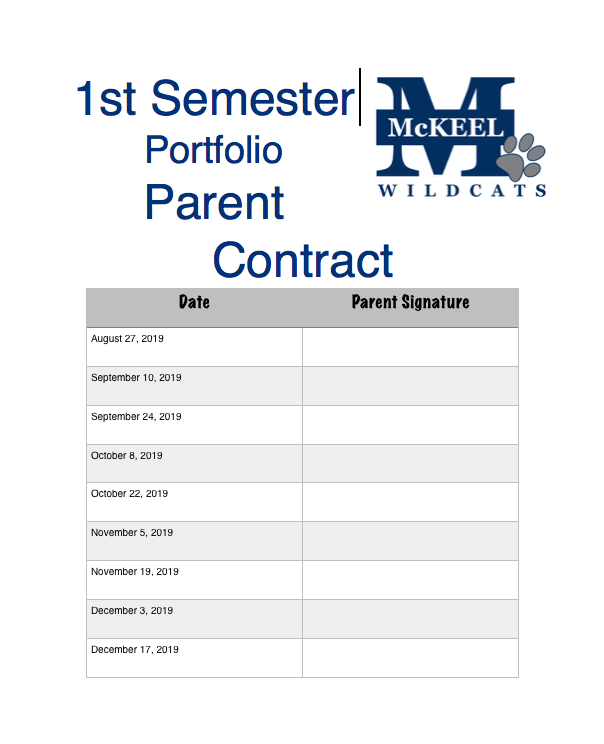 1st Semester
Portfolio
Parent
Contract
M
McKEEL
WILDCATS
Date Parent Signature
August 27, 2019
September 10, 2019
September 24, 2019
October 8, 2019
October 22, 2019
November 5, 2019
November 19, 2019
December 3, 2019
December 17, 2019